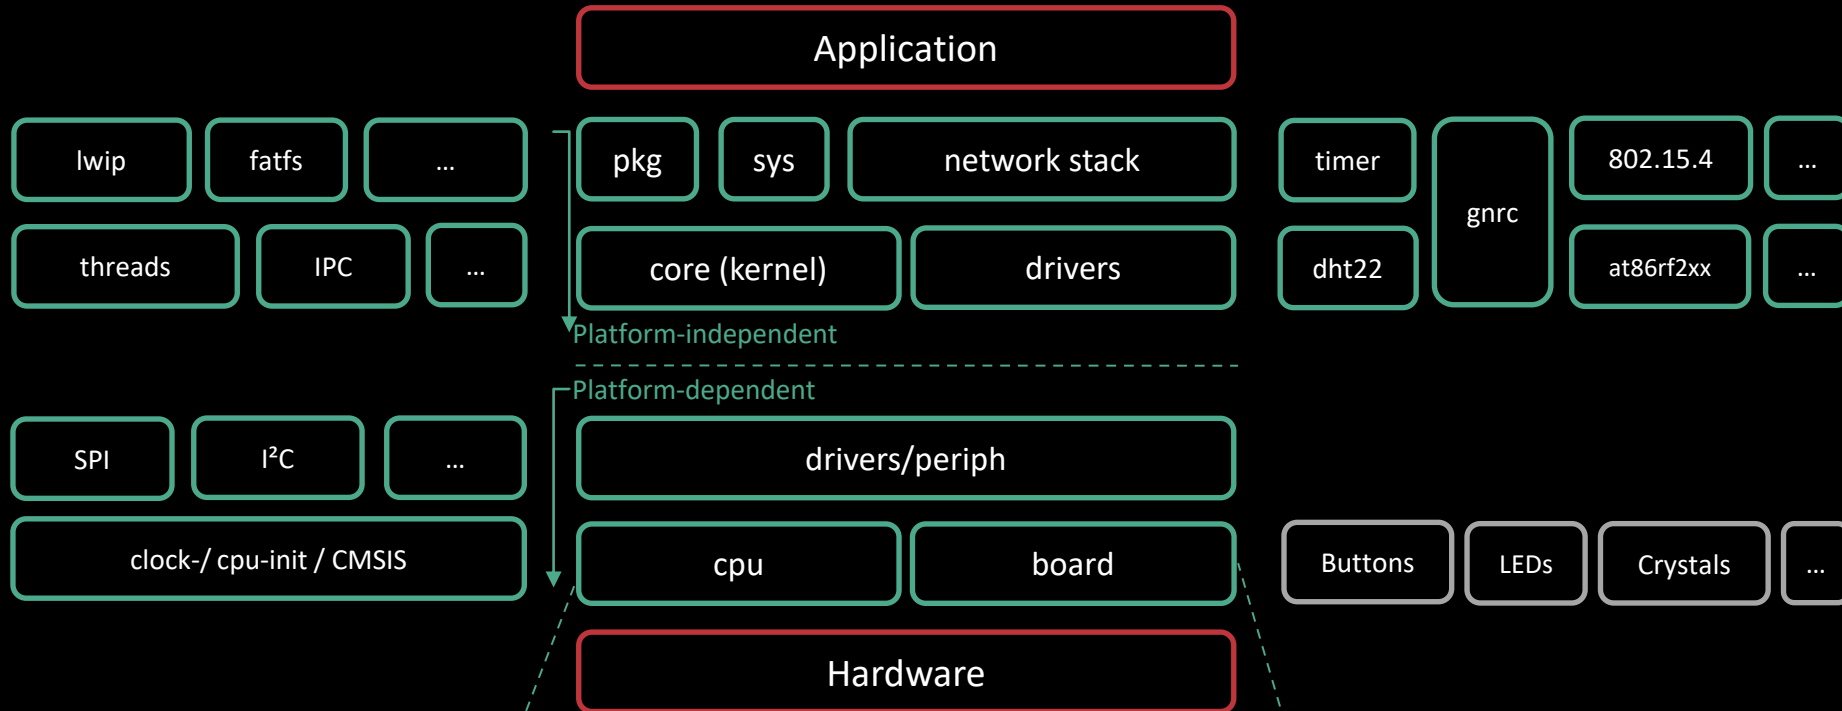 Application
lwip
fatfs
...
pkg
sys
network stack
timer
gnrc
802.15.4
...
threads
IPC
...
core (kernel)
drivers
dht22
at86rf2xx
...
Platform-independent
Platform-dependent
SPI
I²C
...
drivers/periph
clock-/ cpu-init / CMSIS
cpu
board
Buttons
LEDs
Crystals
...
Hardware